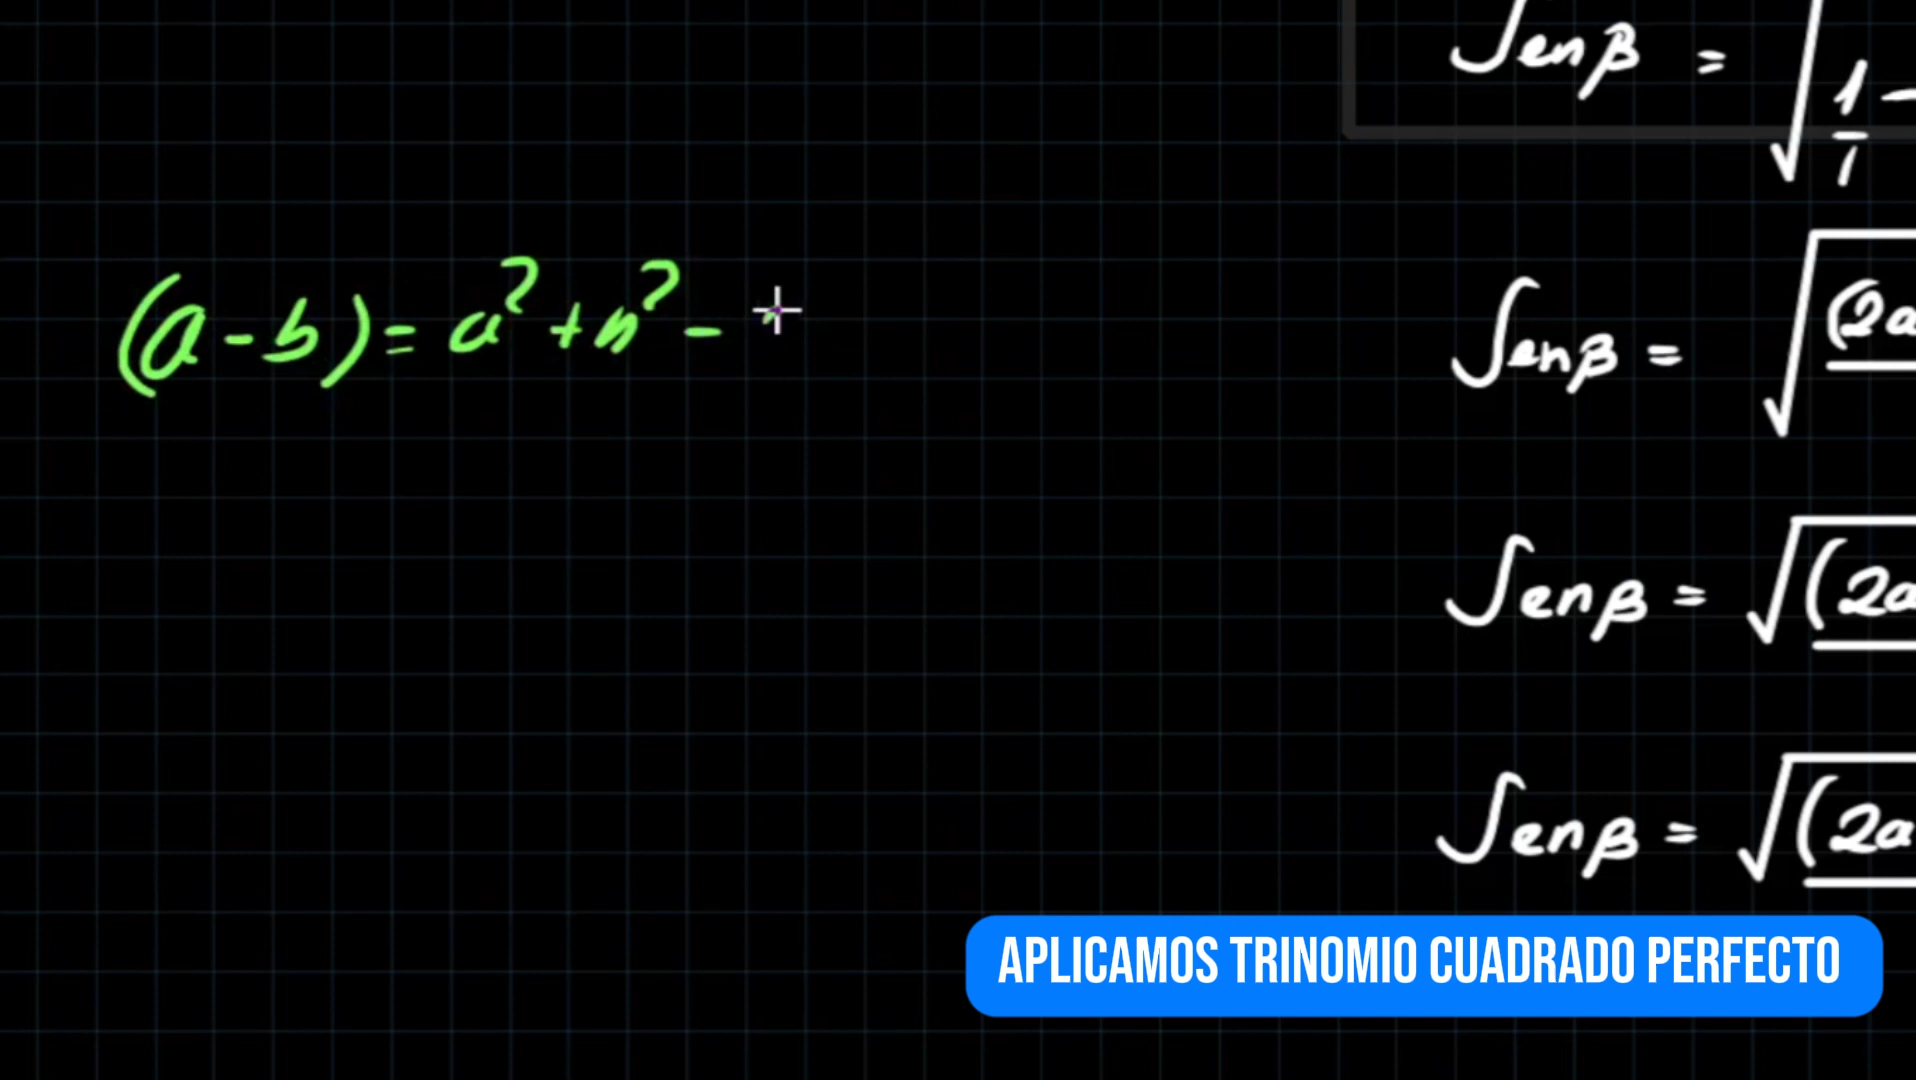 Senβ = √ 1 -
1
(a - b) = a² + n² -
Senβ = √ (2a
Senβ = √(2a
Senβ = √(2a
APLICAMOS TRINOMIO CUADRADO PERFECTO